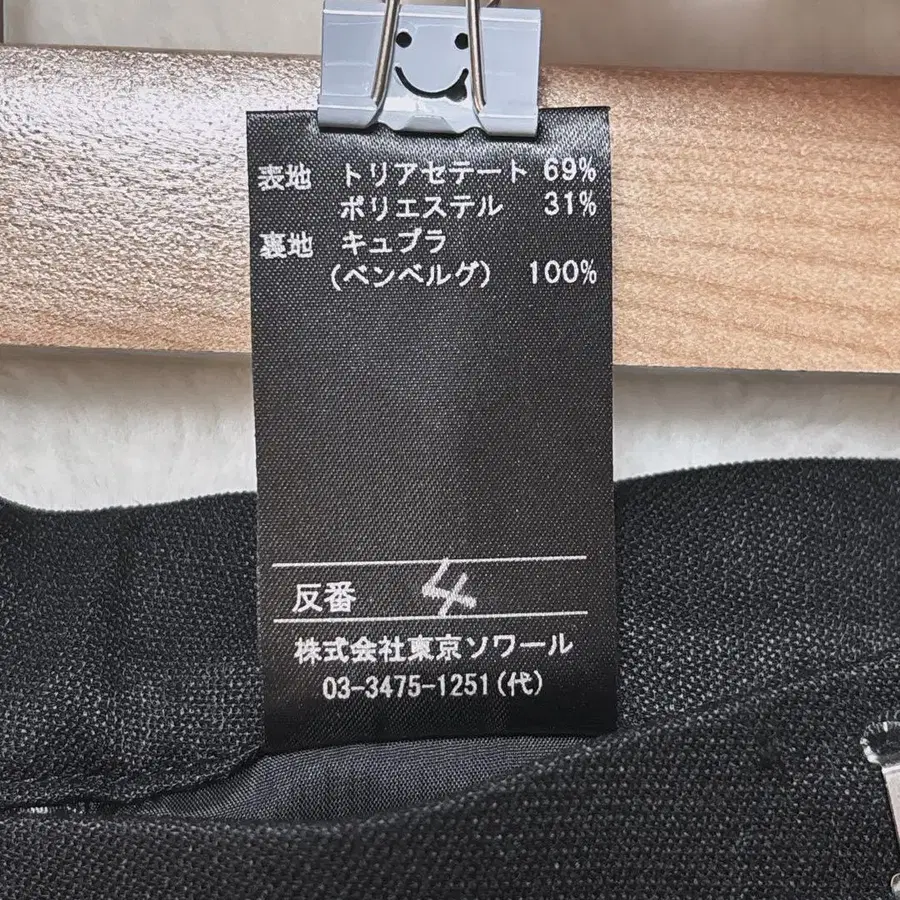 表地 トリアセテート 69%
ポリエステル 31%
裏地 キュプラ
(ベンベルグ) 100%
反番 4
株式会社東京ソワール
03-3475-1251(代)